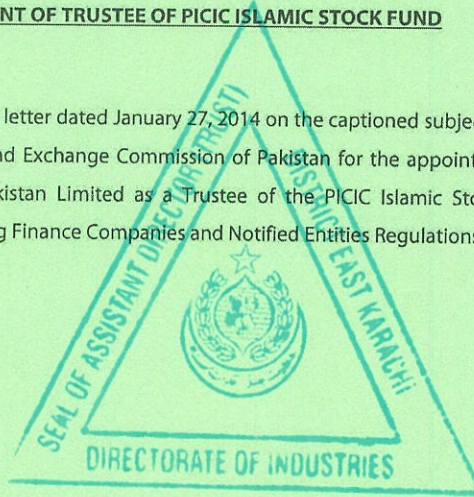 NT OF TRUSTEE OF PICIC ISLAMIC STOCK FUND
letter dated January 27, 2014 on the captioned subje
nd Exchange Commission of Pakistan for the appoint
kistan Limited as a Trustee of the PICIC Islamic Sto
g Finance Companies and Notified Entities Regulations
SEAL OF ASSISTANT DIRECTOR (TRUST)
DISTRICT EAST KARACHI
DIRECTORATE OF INDUSTRIES